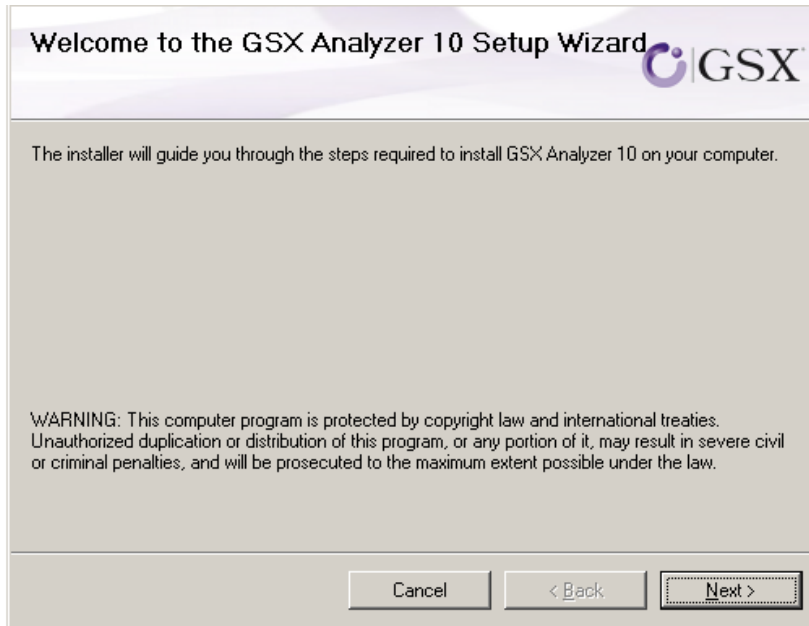 Welcome to the GSX Analyzer 10 Setup Wizard
GSX
The installer will guide you through the steps required to install GSX Analyzer 10 on your computer.
WARNING: This computer program is protected by copyright law and international treaties.
Unauthorized duplication or distribution of this program, or any portion of it, may result in severe civil
or criminal penalties, and will be prosecuted to the maximum extent possible under the law.
Cancel
< Back
Next >